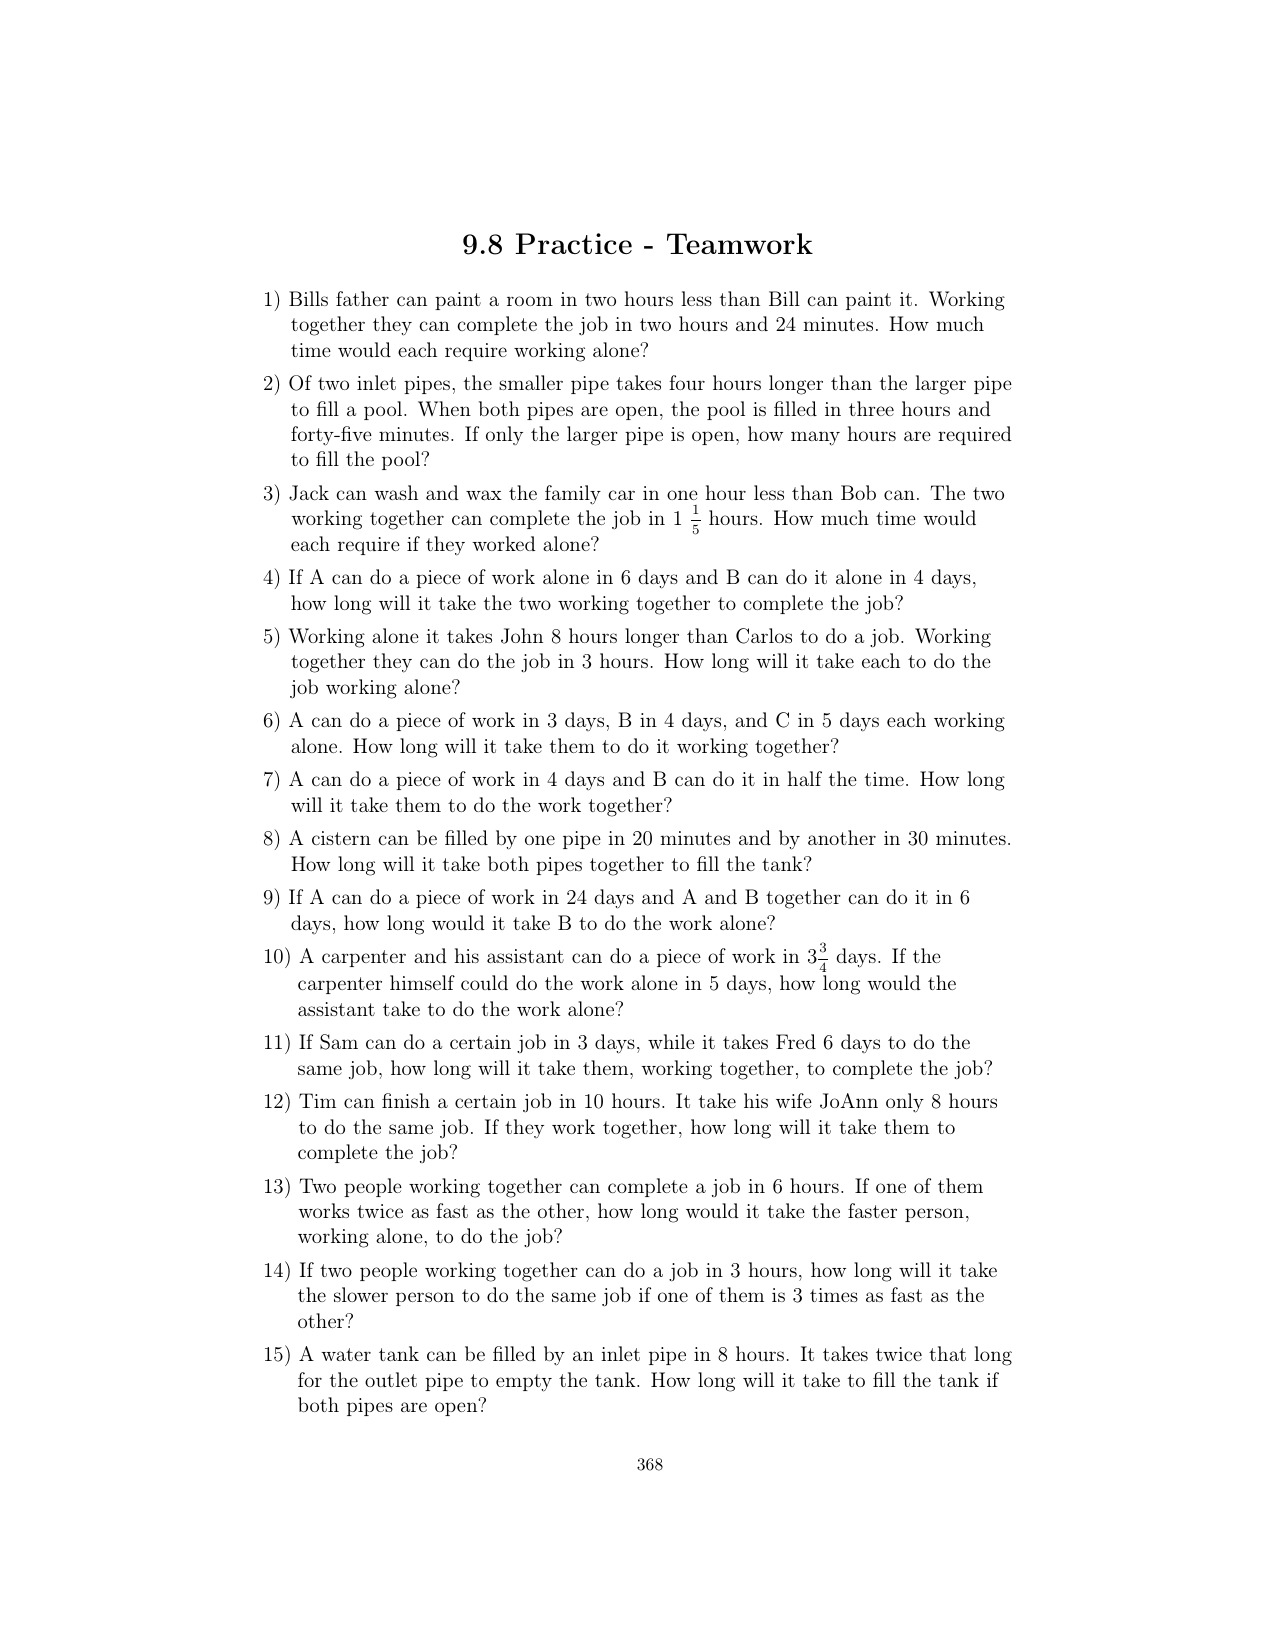 9.8 Practice - Teamwork
1) Bills father can paint a room in two hours less than Bill can paint it. Working
together they can complete the job in two hours and 24 minutes. How much
time would each require working alone?
2) Of two inlet pipes, the smaller pipe takes four hours longer than the larger pipe
to fill a pool. When both pipes are open, the pool is filled in three hours and
forty-five minutes. If only the larger pipe is open, how many hours are required
to fill the pool?
3) Jack can wash and wax the family car in one hour less than Bob can. The two
working together can complete the job in 1 1/5 hours. How much time would
each require if they worked alone?
4) If A can do a piece of work alone in 6 days and B can do it alone in 4 days,
how long will it take the two working together to complete the job?
5) Working alone it takes John 8 hours longer than Carlos to do a job. Working
together they can do the job in 3 hours. How long will it take each to do the
job working alone?
6) A can do a piece of work in 3 days, B in 4 days, and C in 5 days each working
alone. How long will it take them to do it working together?
7) A can do a piece of work in 4 days and B can do it in half the time. How long
will it take them to do the work together?
8) A cistern can be filled by one pipe in 20 minutes and by another in 30 minutes.
How long will it take both pipes together to fill the tank?
9) If A can do a piece of work in 24 days and A and B together can do it in 6
days, how long would it take B to do the work alone?
10) A carpenter and his assistant can do a piece of work in 3 3/4 days. If the
carpenter himself could do the work alone in 5 days, how long would the
assistant take to do the work alone?
11) If Sam can do a certain job in 3 days, while it takes Fred 6 days to do the
same job, how long will it take them, working together, to complete the job?
12) Tim can finish a certain job in 10 hours. It take his wife JoAnn only 8 hours
to do the same job. If they work together, how long will it take them to
complete the job?
13) Two people working together can complete a job in 6 hours. If one of them
works twice as fast as the other, how long would it take the faster person,
working alone, to do the job?
14) If two people working together can do a job in 3 hours, how long will it take
the slower person to do the same job if one of them is 3 times as fast as the
other?
15) A water tank can be filled by an inlet pipe in 8 hours. It takes twice that long
for the outlet pipe to empty the tank. How long will it take to fill the tank if
both pipes are open?
368